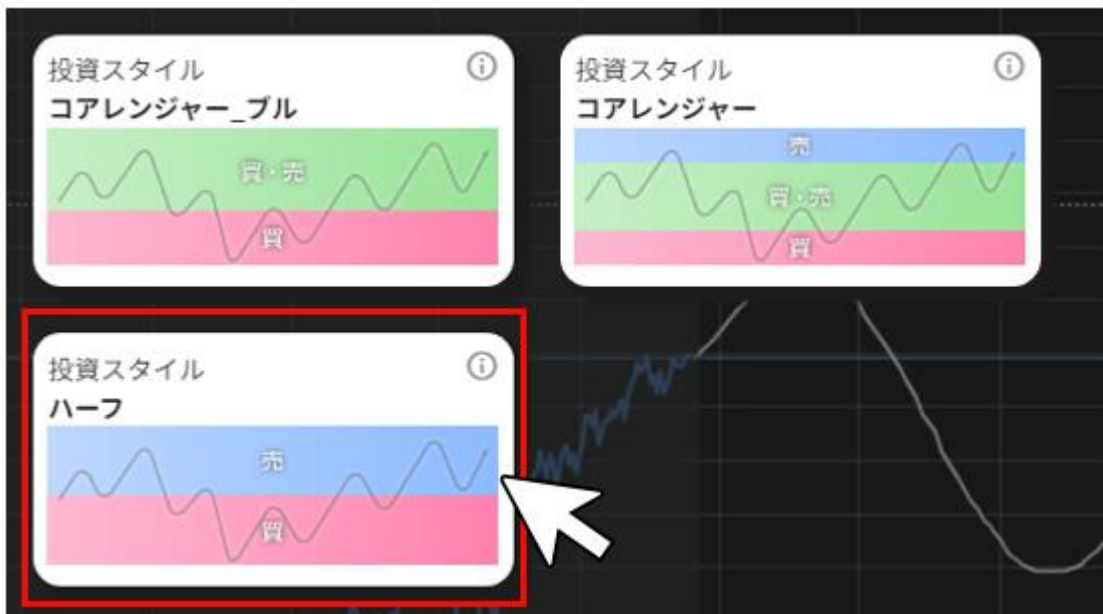 投資スタイル
コアレンジャー_ブル
買・売
買
投資スタイル
コアレンジャー
売
買・売
買
投資スタイル
ハーフ
売
買